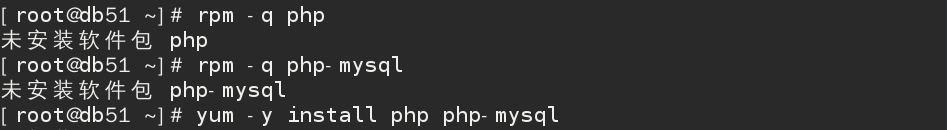 [root@db51 ~]# rpm -q php
未安装软件包 php
[root@db51 ~]# rpm -q php-mysql
未安装软件包 php-mysql
[root@db51 ~]# yum -y install php php-mysql